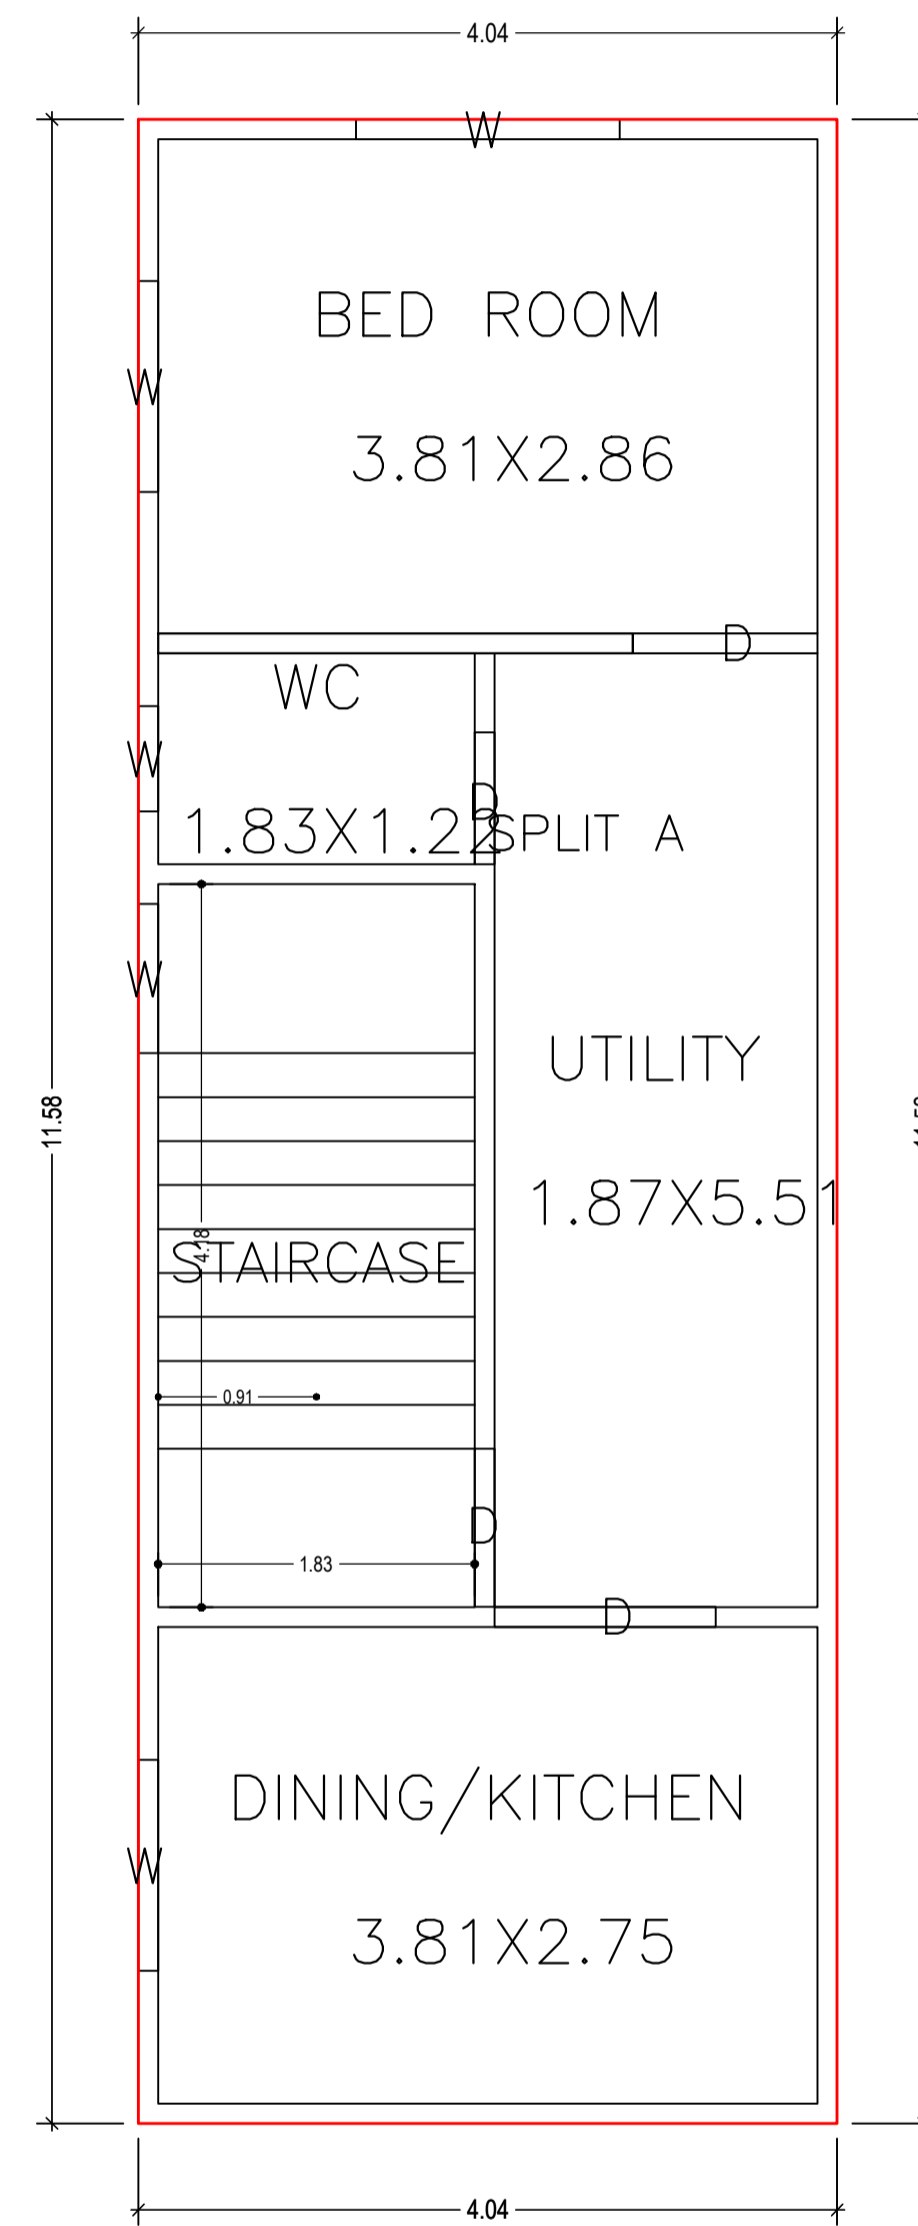 4.04
W
BED ROOM
W
3.81X2.86
D
WC
W
D
1.83X1.22
SPLIT A
W
UTILITY
11.58
1.87X5.51
4.18
STAIRCASE
0.91
D
1.83
D
DINING/KITCHEN
W
3.81X2.75
4.04